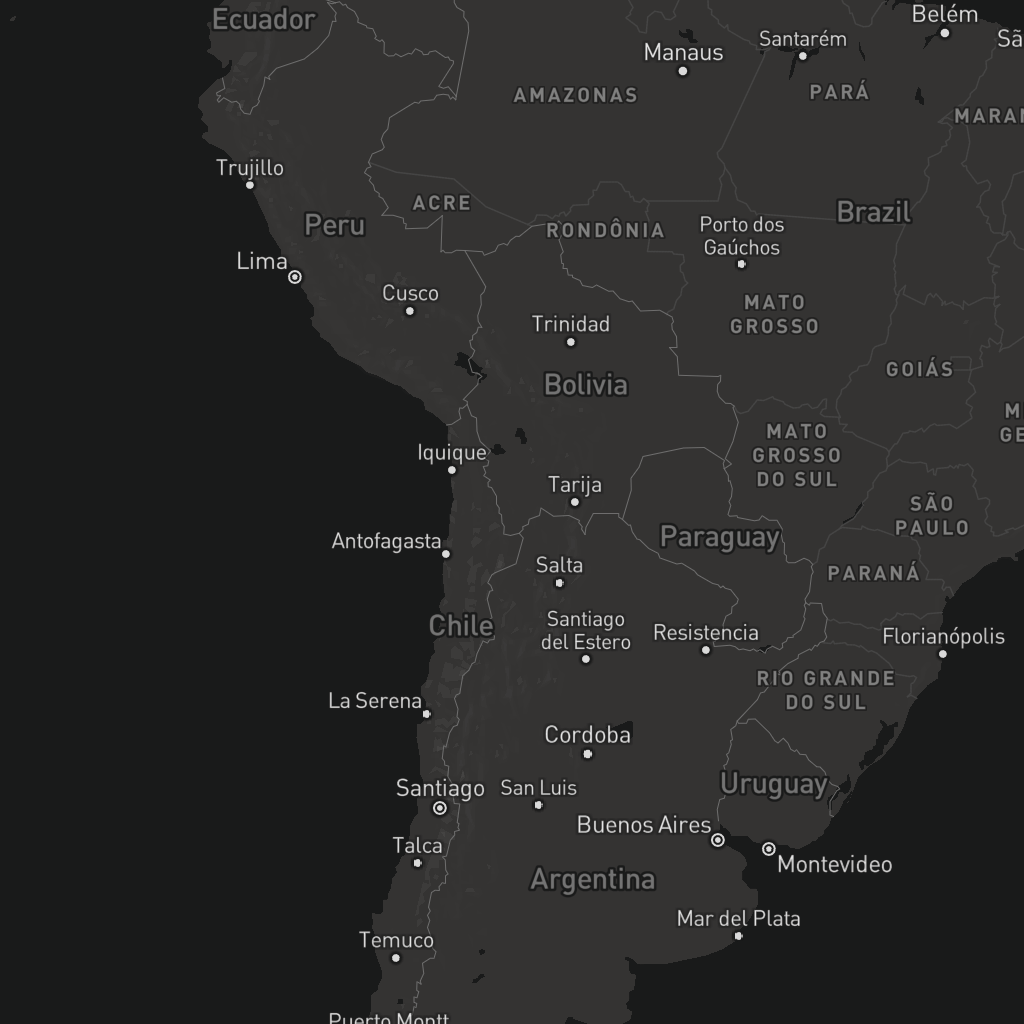 Ecuador
Belém
Santarém
Manaus
AMAZONAS
PARÁ
Trujillo
ACRE
Peru
RONDÔNIA
Brazil
Porto dos
Gaúchos
Lima
Cusco
MATO
GROSSO
Trinidad
Bolivia
GOIÁS
MATO
GROSSO
DO SUL
Iquique
Tarija
SÃO
PAULO
Antofagasta
Paraguay
Salta
PARANÁ
Chile
Santiago
del Estero
Resistencia
Florianópolis
RIO GRANDE
DO SUL
La Serena
Cordoba
Santiago
San Luis
Uruguay
Buenos Aires
Talca
Montevideo
Argentina
Mar del Plata
Temuco
Puerto Montt